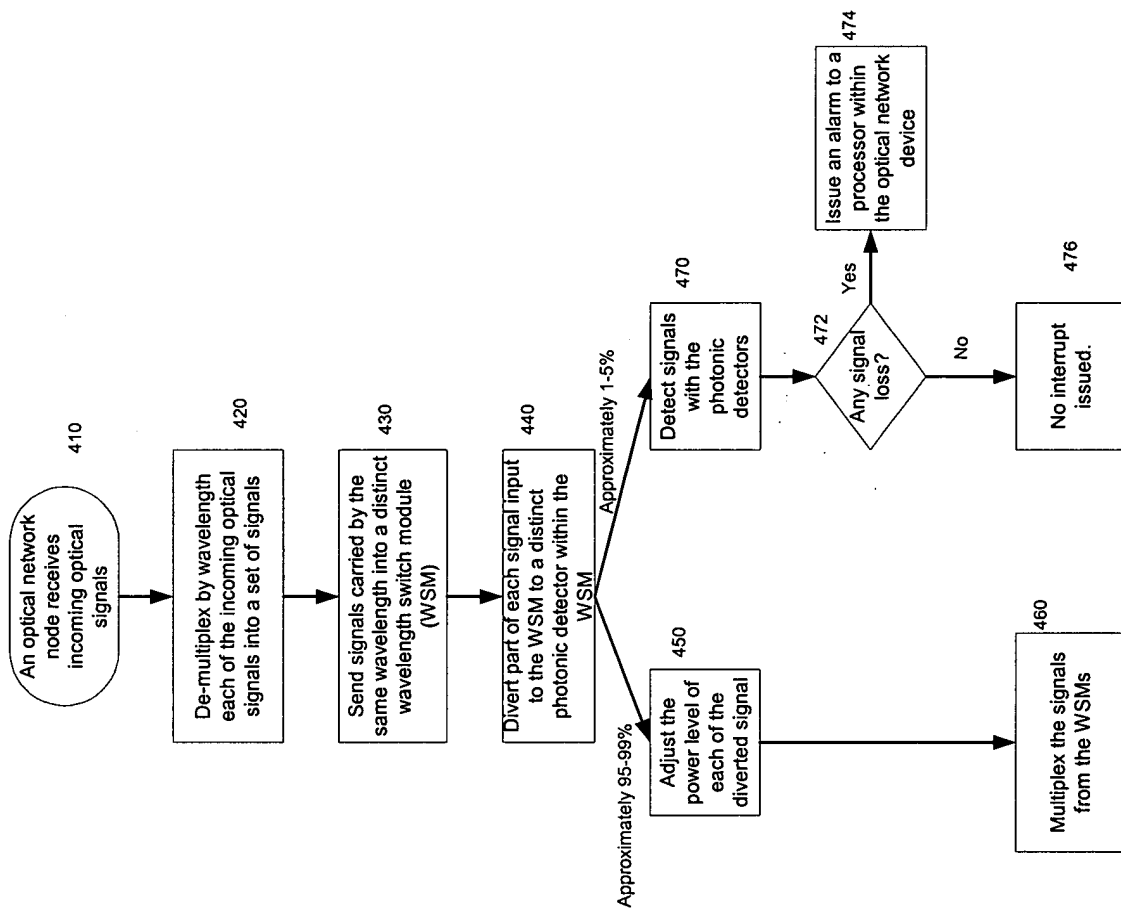 An optical network
node receives
incoming optical
signals
410
De-multiplex by wavelength
each of the incoming optical
signals into a set of signals
420
Send signals carried by the
same wavelength into a distinct
wavelength switch module
(WSM)
430
Divert part of each signal input
to the WSM to a distinct
photonic detector within the
WSM
440
Approximately 95-99%
Approximately 1-5%
Adjust the
power level of
each of the
diverted signal
450
Multiplex the signals
from the WSMs
460
Detect signals
with the
photonic
detectors
470
Any signal
loss?
472
Yes
Issue an alarm to a
processor within
the optical network
device
474
No
No interrupt
issued.
476